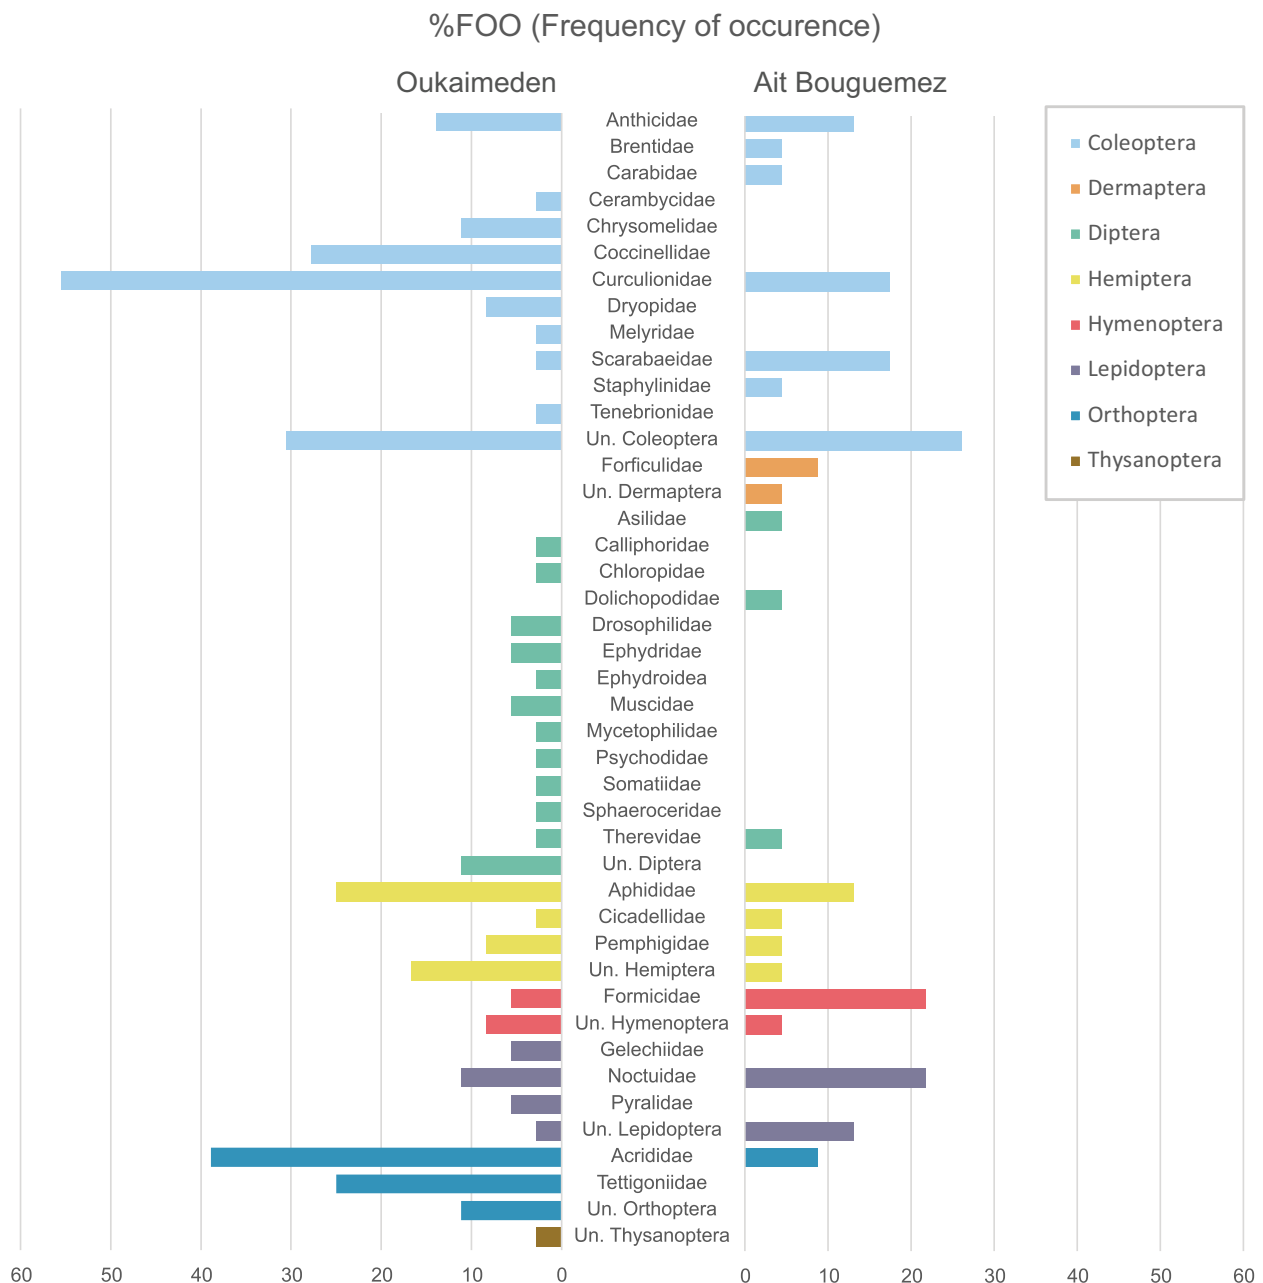 %FOO (Frequency of occurence)
Oukaimeden
Ait Bouguemez
Anthicidae
Brentidae
Carabidae
Cerambycidae
Chrysomelidae
Coccinellidae
Curculionidae
Dryopidae
Melyridae
Scarabaeidae
Staphylinidae
Tenebrionidae
Un. Coleoptera
Forficulidae
Un. Dermaptera
Asilidae
Calliphoridae
Chloropidae
Dolichopodidae
Drosophilidae
Ephydridae
Ephydroidea
Muscidae
Mycetophilidae
Psychodidae
Somatiidae
Sphaeroceridae
Therevidae
Un. Diptera
Aphididae
Cicadellidae
Pemphigidae
Un. Hemiptera
Formicidae
Un. Hymenoptera
Gelechiidae
Noctuidae
Pyralidae
Un. Lepidoptera
Acrididae
Tettigoniidae
Un. Orthoptera
Un. Thysanoptera
Coleoptera
Dermaptera
Diptera
Hemiptera
Hymenoptera
Lepidoptera
Orthoptera
Thysanoptera
60 50 40 30 20 10 0
0 10 20 30 40 50 60